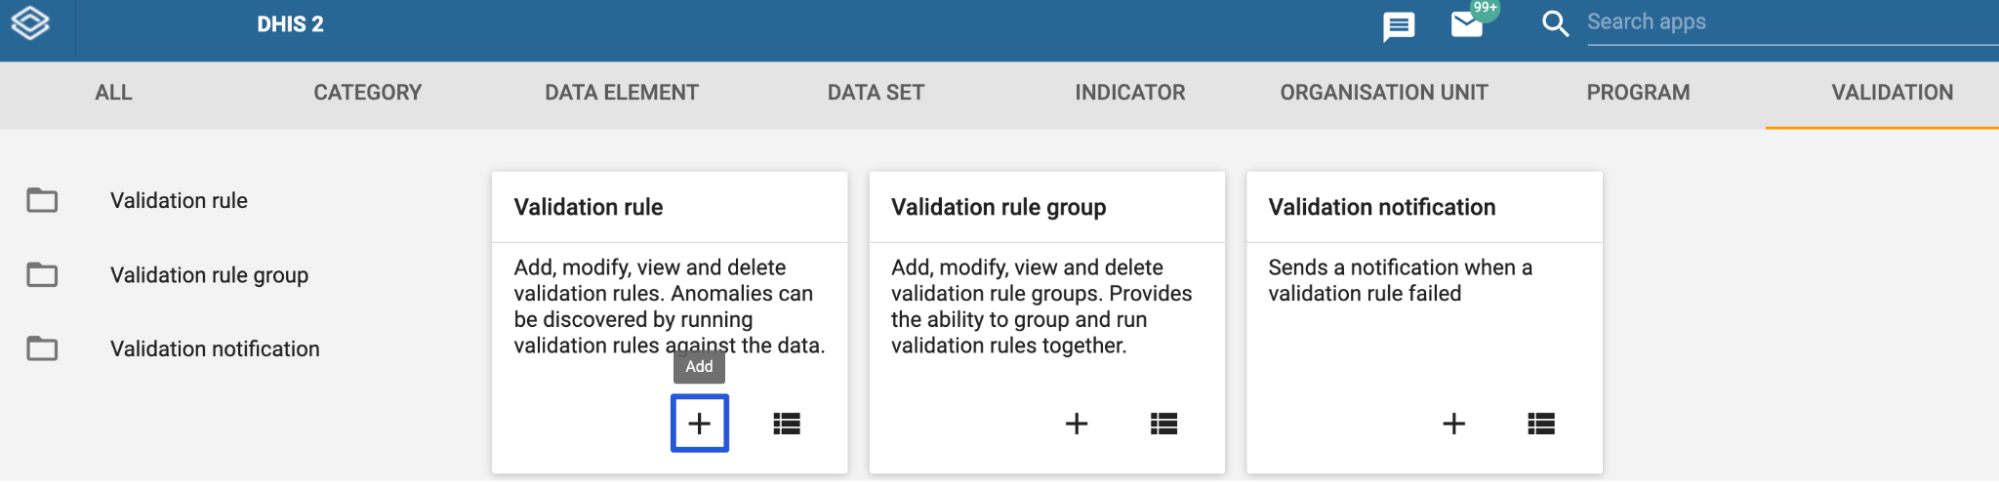 DHIS 2
99+
Search apps
ALL
CATEGORY
DATA ELEMENT
DATA SET
INDICATOR
ORGANISATION UNIT
PROGRAM
VALIDATION
Validation rule
Validation rule group
Validation notification
Validation rule
Add, modify, view and delete
validation rules. Anomalies can
be discovered by running
validation rules against the data.
Add
Validation rule group
Add, modify, view and delete
validation rule groups. Provides
the ability to group and run
validation rules together.
Validation notification
Sends a notification when a
validation rule failed